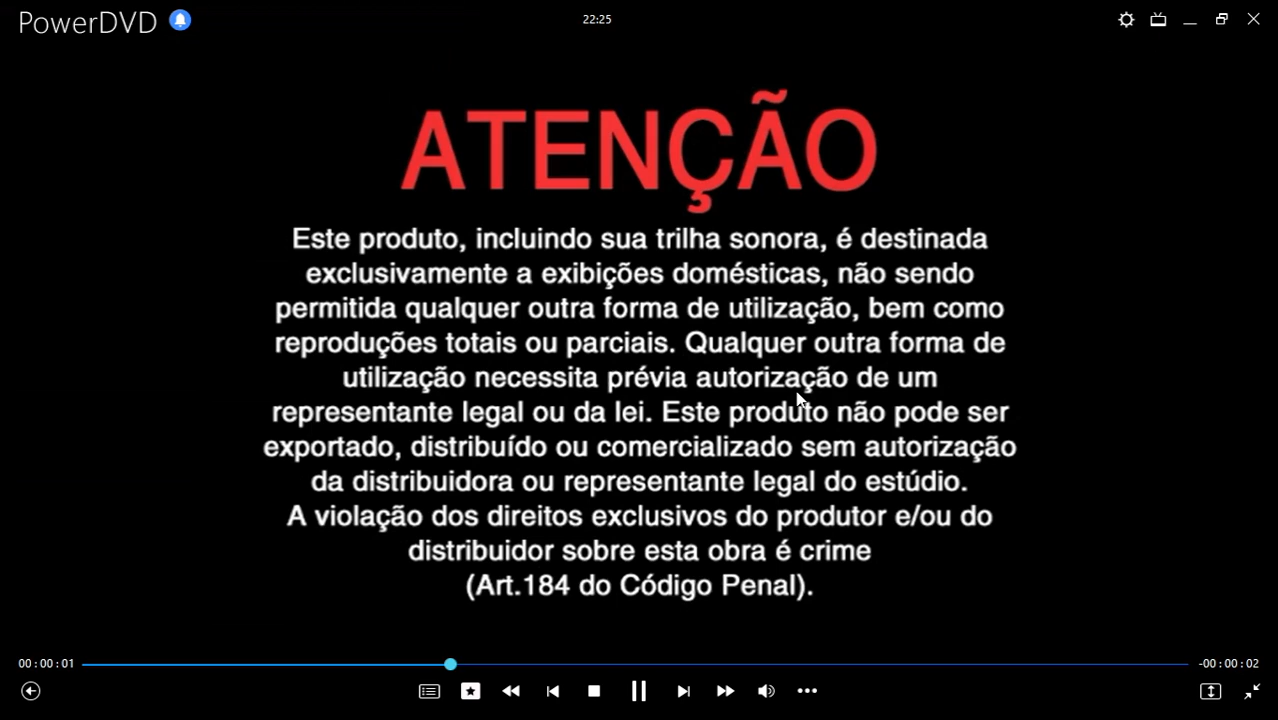 PowerDVD
22:25
ATENÇÃO
Este produto, incluindo sua trilha sonora, é destinada
exclusivamente a exibições domésticas, não sendo
permitida qualquer outra forma de utilização, bem como
reproduções totais ou parciais. Qualquer outra forma de
utilização necessita prévia autorização de um
representante legal ou da lei. Este produto não pode ser
exportado, distribuído ou comercializado sem autorização
da distribuidora ou representante legal do estúdio.
A violação dos direitos exclusivos do produtor e/ou do
distribuidor sobre esta obra é crime
(Art.184 do Código Penal).
00:00:01
-00:00:02